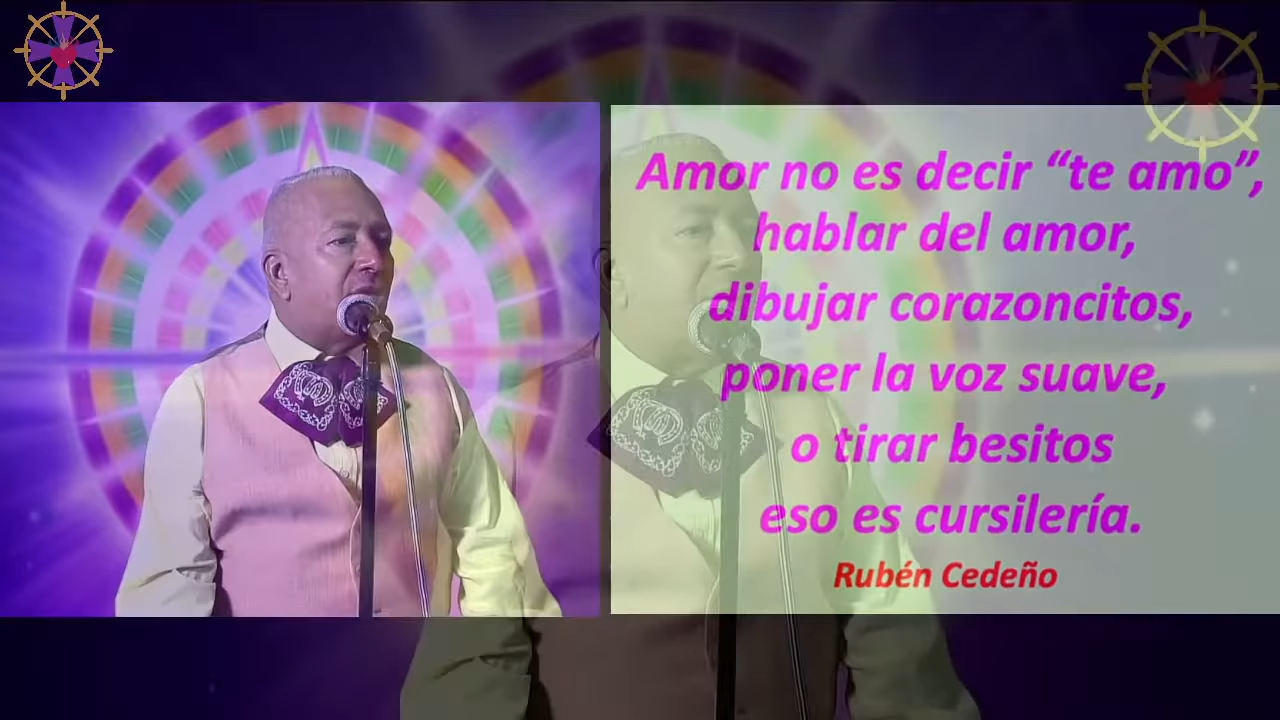 Amor no es decir “te amo”,
hablar del amor,
dibujar corazoncitos,
poner la voz suave,
o tirar besitos
eso es cursilería.
Rubén Cedeño